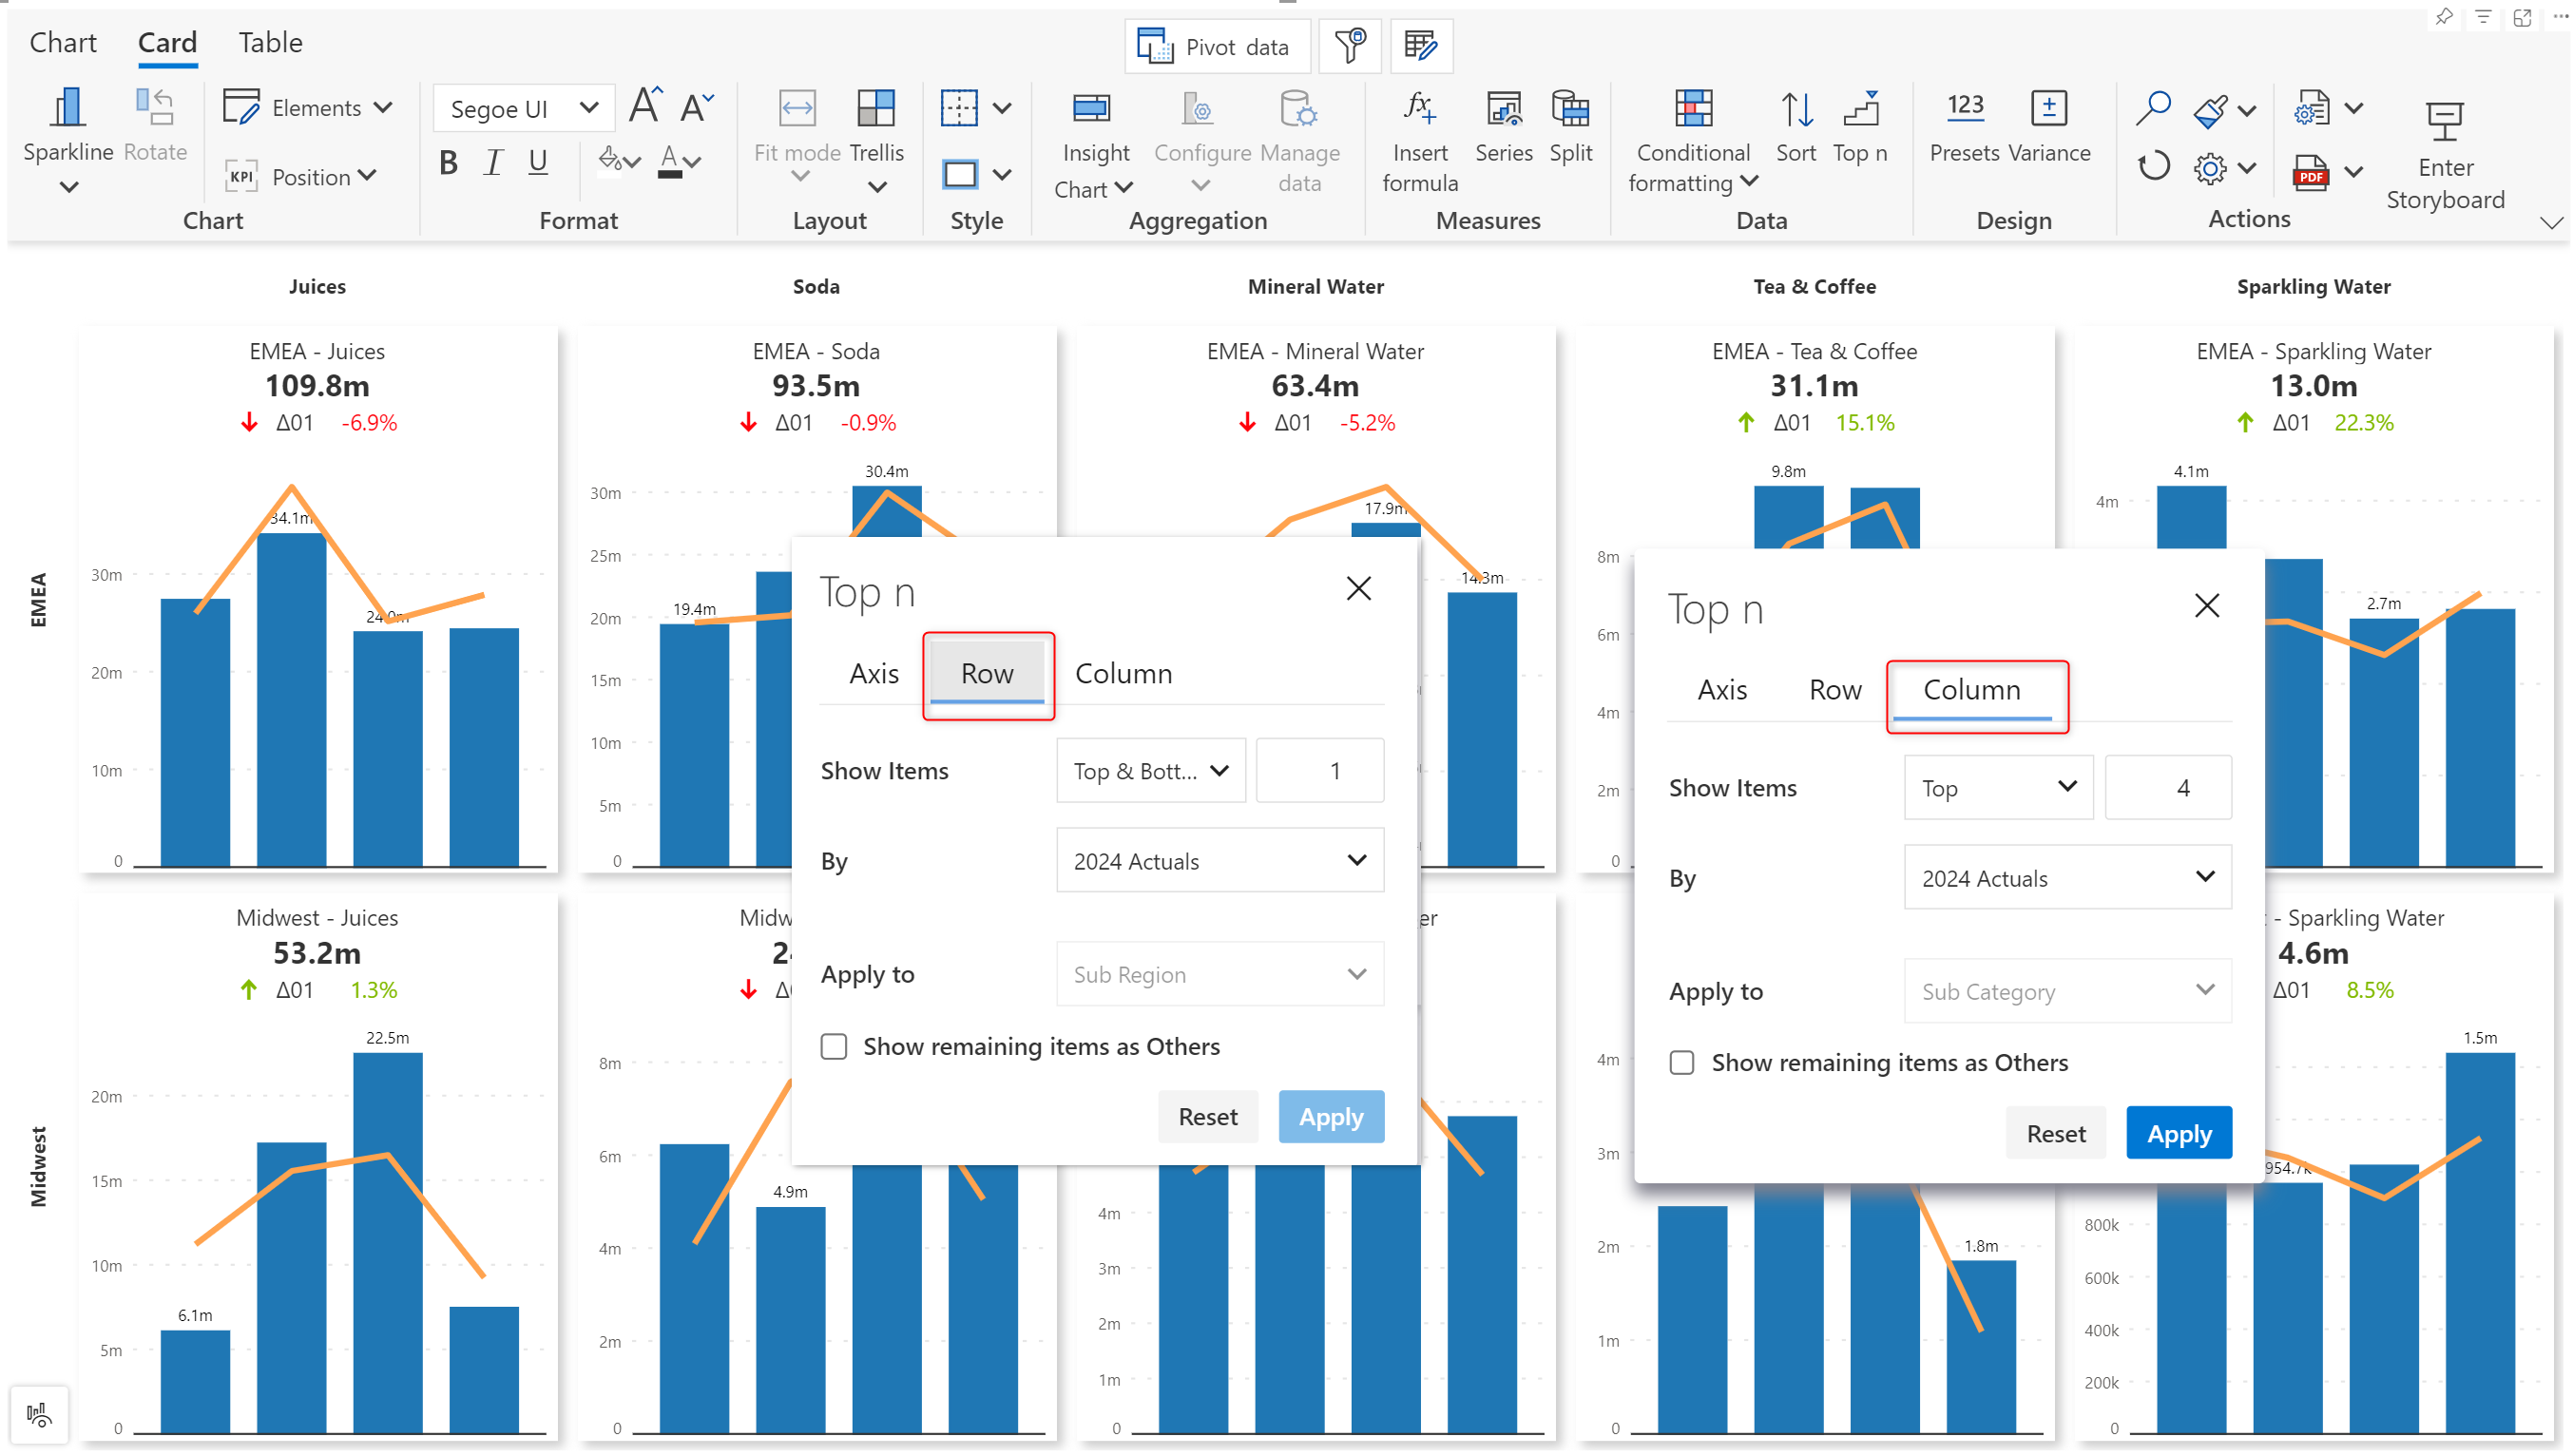 Chart Card Table
Pivot data
Sparkline Rotate
Elements
KPI Position
Chart
Segoe UI
A A
B I U A
Format
Fit mode Trellis
Layout
Style
Insight Chart
Configure
Manage data
Aggregation
fx Insert formula
Series
Split
Measures
Conditional formatting
Sort
Top n
Data
123 Presets
Variance
Design
PDF
Actions
Enter Storyboard
Juices Soda Mineral Water Tea & Coffee Sparkling Water
EMEA
EMEA - Juices
109.8m
Δ01 -6.9%
34.1m
24.0m
30m
20m
10m
0
EMEA - Soda
93.5m
Δ01 -0.9%
30.4m
19.4m
30m
25m
20m
15m
10m
5m
0
EMEA - Mineral Water
63.4m
Δ01 -5.2%
17.9m
14.3m
EMEA - Tea & Coffee
31.1m
Δ01 15.1%
9.8m
8m
6m
4m
2m
0
EMEA - Sparkling Water
13.0m
Δ01 22.3%
4.1m
4m
2.7m
Top n
Axis Row Column
Show Items Top & Bott... 1
By 2024 Actuals
Apply to Sub Region
Show remaining items as Others
Reset Apply
Top n
Axis Row Column
Show Items Top 4
By 2024 Actuals
Apply to Sub Category
Show remaining items as Others
Reset Apply
Midwest
Midwest - Juices
53.2m
Δ01 1.3%
22.5m
6.1m
20m
15m
10m
5m
0
Midw
2
Δ
4.9m
8m
6m
4m
2m
0
er
4m
3m
2m
1m
0
1.8m
4m
3m
2m
1m
0
- Sparkling Water
4.6m
Δ01 8.5%
1.5m
954.7k
800k
600k
400k
200k
0